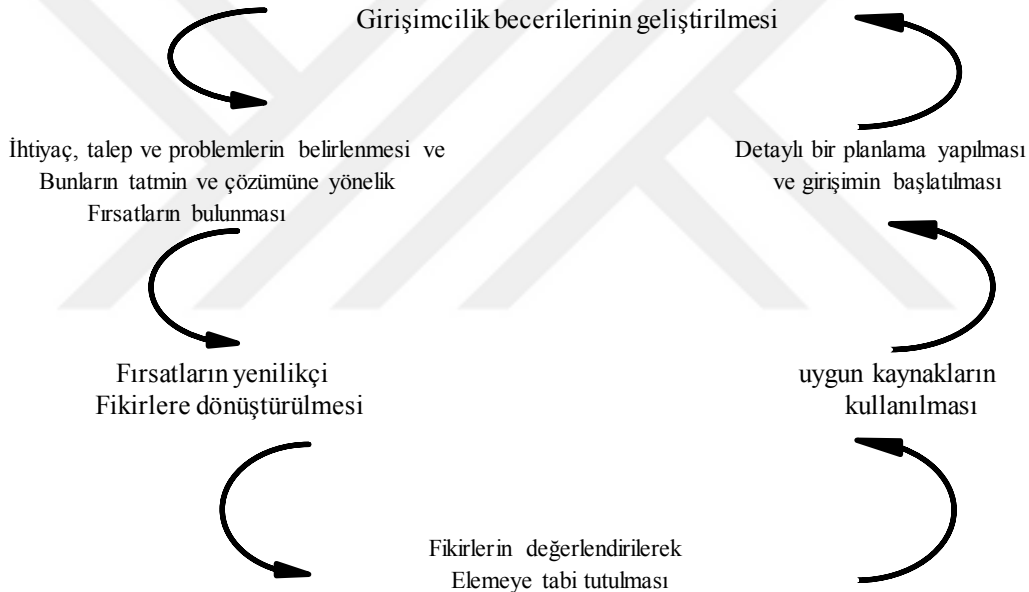 Girişimcilik becerilerinin geliştirilmesi
İhtiyaç, talep ve problemlerin belirlenmesi ve
Bunların tatmin ve çözümüne yönelik
Fırsatların bulunması
Detaylı bir planlama yapılması
ve girişimin başlatılması
Fırsatların yenilikçi
Fikirlere dönüştürülmesi
uygun kaynakların
kullanılması
Fikirlerin değerlendirilerek
Elemeye tabi tutulması